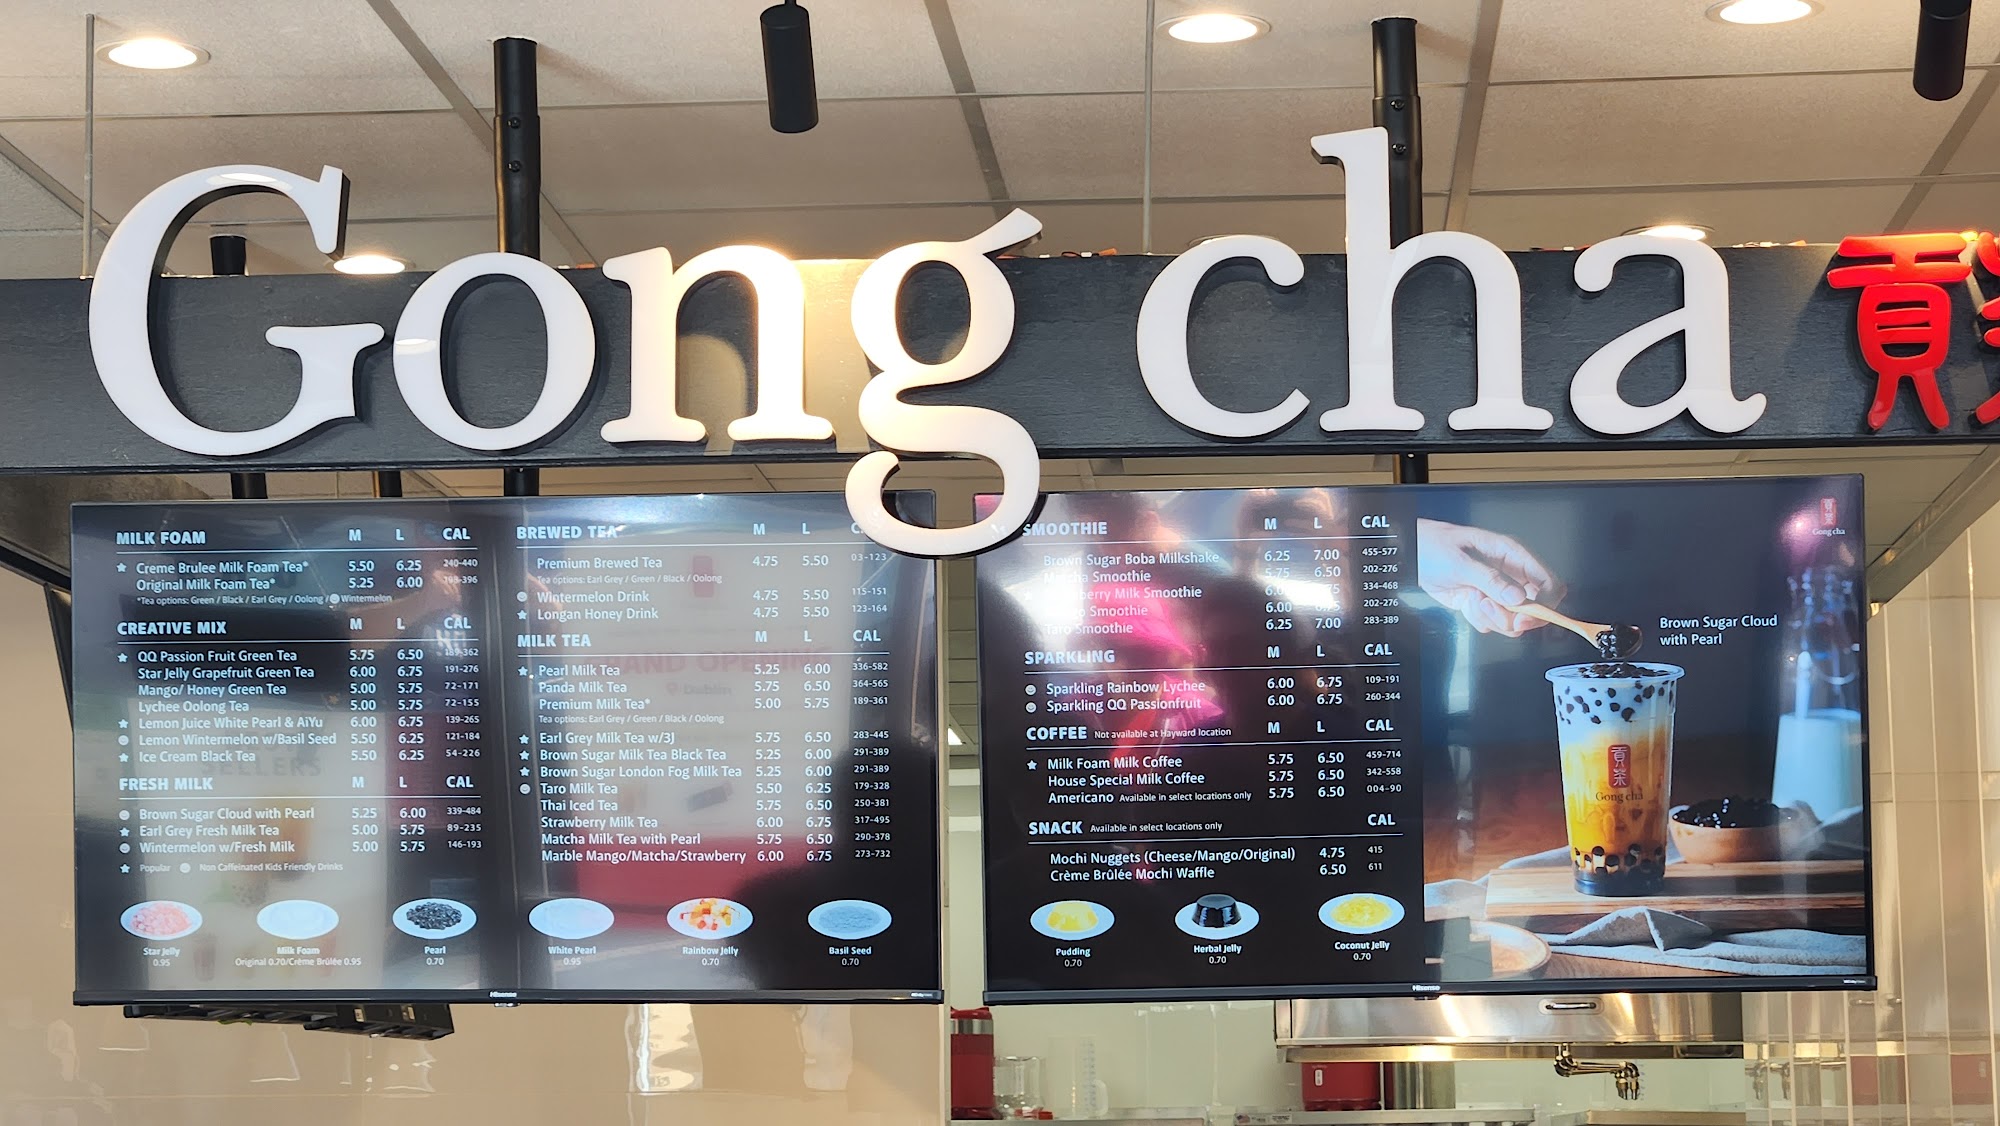 Gong cha 貢
MILK FOAM M L CAL
Creme Brulee Milk Foam Tea* 5.50 6.25 240-440
Original Milk Foam Tea* 5.25 6.00
*Tea options: Green / Black / Earl Grey / Oolong / Wintermelon
CREATIVE MIX M L CAL
QQ Passion Fruit Green Tea 5.75 6.50 189-362
Star Jelly Grapefruit Green Tea 6.00 6.75 191-276
Mango/ Honey Green Tea 5.00 5.75 72-171
Lychee Oolong Tea 5.00 5.75 72-155
Lemon Juice White Pearl & AiYu 6.00 6.75 139-265
Lemon Wintermelon w/Basil Seed 5.50 6.25 121-184
Ice Cream Black Tea 5.50 6.25 54-226
FRESH MILK M L CAL
Brown Sugar Cloud with Pearl 5.25 6.00 339-484
Earl Grey Fresh Milk Tea 5.00 5.75 89-235
Wintermelon w/Fresh Milk 5.00 5.75 146-193
Popular Non Caffeinated Kids Friendly Drinks
Star Jelly
0.95
Milk Foam
Original 0.70/Crème Brûlée 0.95
Pearl
0.70
BREWED TEA M L
Premium Brewed Tea 4.75 5.50 03-123
Tea options: Earl Grey / Green / Black / Oolong
Wintermelon Drink 4.75 5.50 115-151
Longan Honey Drink 4.75 5.50 123-164
MILK TEA M L CAL
Pearl Milk Tea 5.25 6.00 336-582
Panda Milk Tea 5.75 6.50 364-565
Premium Milk Tea* 5.00 5.75 189-361
Tea options: Earl Grey / Green / Black / Oolong
Earl Grey Milk Tea w/3J 5.75 6.50 283-445
Brown Sugar Milk Tea Black Tea 5.25 6.00 291-389
Brown Sugar London Fog Milk Tea 5.25 6.00 291-389
Taro Milk Tea 5.50 6.25 179-328
Thai Iced Tea 5.75 6.50 250-381
Strawberry Milk Tea 6.00 6.75 317-495
Matcha Milk Tea with Pearl 5.75 6.50 290-378
Marble Mango/Matcha/Strawberry 6.00 6.75 273-732
White Pearl
0.95
Rainbow Jelly
0.70
Basil Seed
0.70
Hisense
SMOOTHIE M L CAL
Brown Sugar Boba Milkshake 6.25 7.00 455-577
Smoothie 5.75 6.50 202-276
Milk Smoothie 334-468
Smoothie 6.00 202-276
Taro Smoothie 6.25 7.00 283-389
SPARKLING M L CAL
Sparkling Rainbow Lychee 6.00 6.75 109-191
Sparkling QQ Passionfruit 6.00 6.75 260-344
COFFEE Not available at Hayward location M L CAL
Milk Foam Milk Coffee 5.75 6.50 459-714
House Special Milk Coffee 5.75 6.50 342-558
Americano Available in select locations only 5.75 6.50 004-90
SNACK Available in select locations only CAL
Mochi Nuggets (Cheese/Mango/Original) 4.75 415
Crème Brûlée Mochi Waffle 6.50 611
Pudding
0.70
Herbal Jelly
0.70
Coconut Jelly
0.70
貢茶
Gong cha
Brown Sugar Cloud
with Pearl
貢茶
Gong cha
Hisense